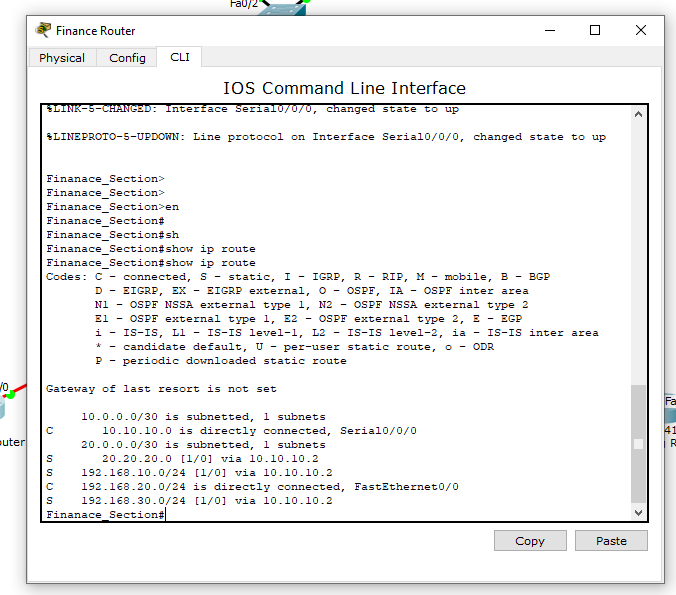 Fa0/2
Finance Router
Physical Config CLI
IOS Command Line Interface
%LINK-5-CHANGED: Interface Serial0/0/0, changed state to up
%LINEPROTO-5-UPDOWN: Line protocol on Interface Serial0/0/0, changed state to up
Finanace_Section>
Finanace_Section>
Finanace_Section>en
Finanace_Section#
Finanace_Section#sh
Finanace_Section#show ip route
Finanace_Section#show ip route
Codes: C - connected, S - static, I - IGRP, R - RIP, M - mobile, B - BGP
D - EIGRP, EX - EIGRP external, O - OSPF, IA - OSPF inter area
N1 - OSPF NSSA external type 1, N2 - OSPF NSSA external type 2
E1 - OSPF external type 1, E2 - OSPF external type 2, E - EGP
i - IS-IS, L1 - IS-IS level-1, L2 - IS-IS level-2, ia - IS-IS inter area
* - candidate default, U - per-user static route, o - ODR
P - periodic downloaded static route
/0
Gateway of last resort is not set
Fa
10.0.0.0/30 is subnetted, 1 subnets
C 10.10.10.0 is directly connected, Serial0/0/0
41
20.0.0.0/30 is subnetted, 1 subnets
outer
R
S 20.20.20.0 [1/0] via 10.10.10.2
S 192.168.10.0/24 [1/0] via 10.10.10.2
C 192.168.20.0/24 is directly connected, FastEthernet0/0
S 192.168.30.0/24 [1/0] via 10.10.10.2
Finanace_Section#
Copy Paste